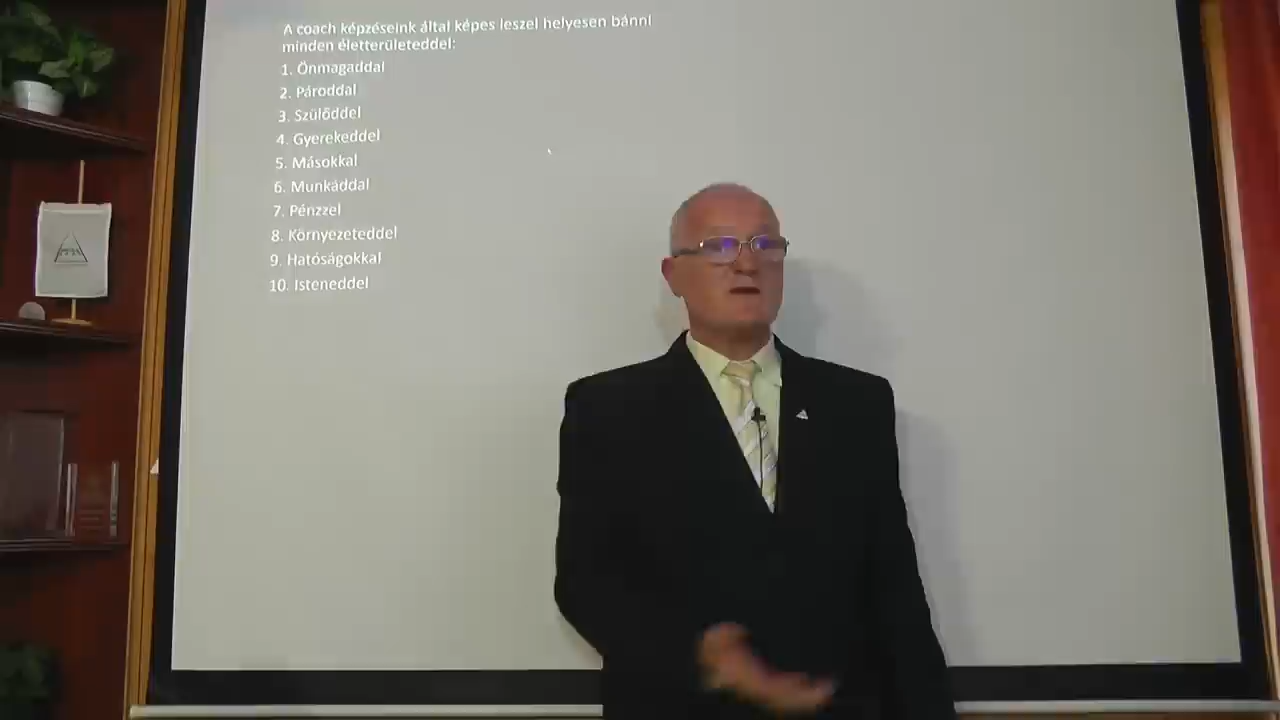 A coach képzéseink által képes leszel helyesen bánni
minden életterületeddel:
1. Önmagaddal
2. Pároddal
3. Szülőddel
4. Gyerekeddel
5. Másokkal
6. Munkáddal
7. Pénzzel
8. Környezeteddel
9. Hatóságokkal
10. Isteneddel